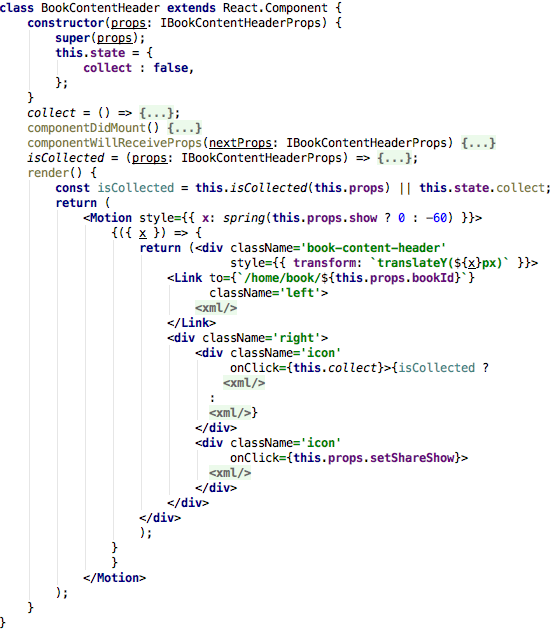 class BookContentHeader extends React.Component {
    constructor(props: IBookContentHeaderProps) {
        super(props);
        this.state = {
            collect : false,
        };
    }
    collect = () => {...};
    componentDidMount() {...}
    componentWillReceiveProps(nextProps: IBookContentHeaderProps) {...}
    isCollected = (props: IBookContentHeaderProps) => {...};
    render() {
        const isCollected = this.isCollected(this.props) || this.state.collect;
        return (
            <Motion style={{ x: spring(this.props.show ? 0 : -60) }}>
                {({ x }) => {
                    return (<div className='book-content-header'
                                 style={{ transform: `translateY(${x}px)` }}>
                        <Link to={`/home/book/${this.props.bookId}`}
                              className='left'>
                            <xml/>
                        </Link>
                        <div className='right'>
                            <div className='icon'
                                 onClick={this.collect}>{isCollected ?
                                <xml/>
                              :
                              <xml/>}
                            </div>
                            <div className='icon'
                                 onClick={this.props.setShareShow}>
                              <xml/>
                            </div>
                        </div>
                    </div>
                    );
                }
                }
            </Motion>
        );
    }
}